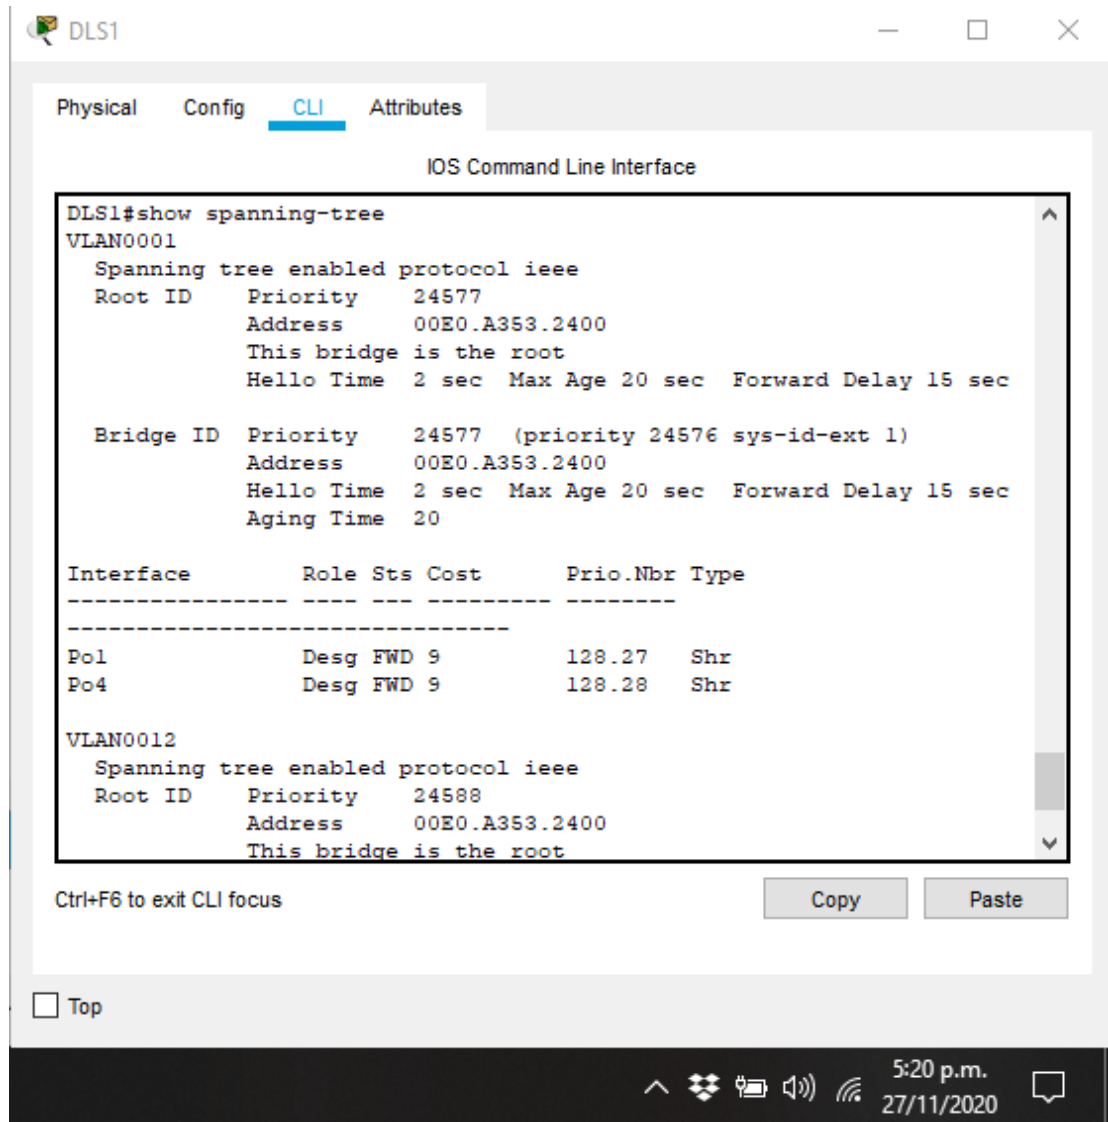 DLS1
Physical Config CLI Attributes
IOS Command Line Interface
DLS1#show spanning-tree
VLAN0001
  Spanning tree enabled protocol ieee
  Root ID    Priority    24577
             Address     00E0.A353.2400
             This bridge is the root
             Hello Time  2 sec  Max Age 20 sec  Forward Delay 15 sec

  Bridge ID  Priority    24577  (priority 24576 sys-id-ext 1)
             Address     00E0.A353.2400
             Hello Time  2 sec  Max Age 20 sec  Forward Delay 15 sec
             Aging Time  20

Interface        Role Sts Cost      Prio.Nbr Type
---------------- ---- --- --------- --------
--------------------------------
Po1              Desg FWD 9         128.27   Shr
Po4              Desg FWD 9         128.28   Shr

VLAN0012
  Spanning tree enabled protocol ieee
  Root ID    Priority    24588
             Address     00E0.A353.2400
             This bridge is the root
Ctrl+F6 to exit CLI focus Copy Paste
Top
5:20 p.m.
27/11/2020